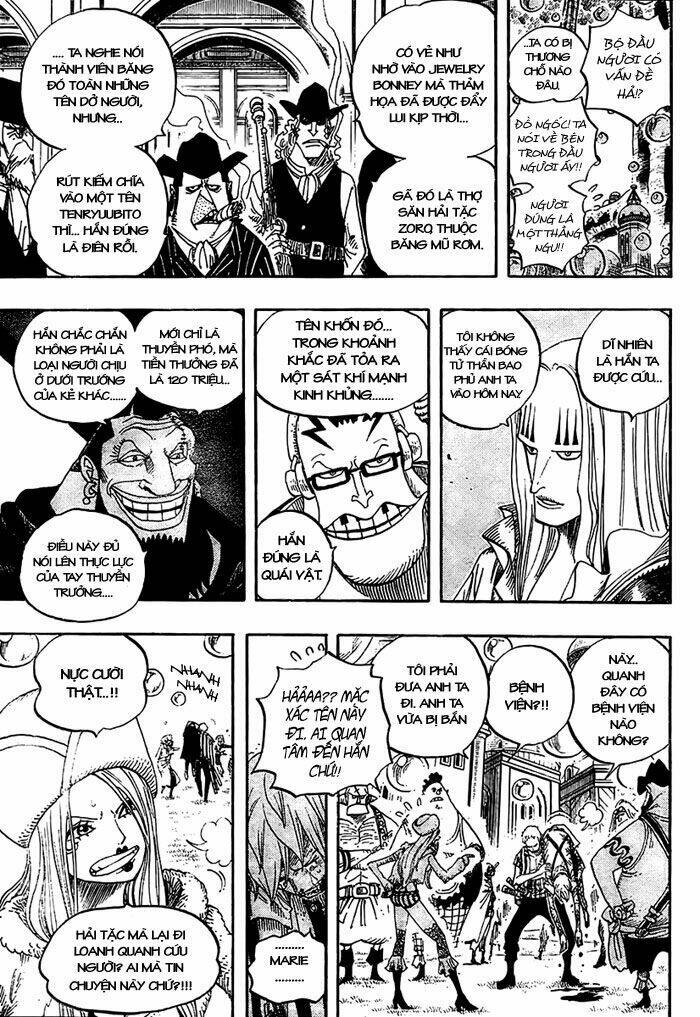 BỘ ĐẦU
NGƯƠI CÓ
VẤN ĐỀ
HẢ!?
...TA CÓ BỊ
THƯƠNG
CHỖ NÀO
ĐÂU.
ĐỒ NGỐC! TA
NÓI VỀ BÊN
TRONG ĐẦU
NGƯƠI ẤY!!
NGƯƠI
ĐÚNG LÀ
MỘT THẰNG
NGU!!
CÓ VẺ NHƯ
NHỜ VÀO JEWELRY
BONNEY MÀ THẢM
HỌA ĐÃ ĐƯỢC ĐẨY
LUI KỊP THỜI...
GÃ ĐÓ LÀ THỢ
SĂN HẢI TẶC
ZORO, THUỘC
BĂNG MŨ RƠM.
.... TA NGHE NÓI
THÀNH VIÊN BĂNG
ĐÓ TOÀN NHỮNG
TÊN DỞ NGƯỜI,
NHƯNG...
RÚT KIẾM CHĨA
VÀO MỘT TÊN
TENRYUUBITO
THÌ... HẮN ĐÚNG
LÀ ĐIÊN RỒI.
DĨ NHIÊN
LÀ HẮN TA
ĐƯỢC CỨU...
TÔI KHÔNG
THẤY CÁI BÓNG
TỬ THẦN BAO
PHỦ ANH TA
VÀO HÔM NAY
TÊN KHỐN ĐÓ...
TRONG KHOẢNH
KHẮC ĐÃ TỎA RA
MỘT SÁT KHÍ MẠNH
KINH KHỦNG.......
HẮN
ĐÚNG LÀ
QUÁI VẬT.
MỚI CHỈ LÀ
THUYỀN PHÓ, MÀ
TIỀN THƯỞNG ĐÃ
LÀ 120 TRIỆU...
HẮN CHẮC CHẮN
KHÔNG PHẢI LÀ
LOẠI NGƯỜI CHỊU
Ở DƯỚI TRƯỚNG
CỦA KẺ KHÁC......
ĐIỀU NÀY ĐỦ
NÓI LÊN THỰC LỰC
CỦA TAY THUYỀN
TRƯỞNG....
NÀY..
QUANH
ĐÂY CÓ
BỆNH VIỆN
NÀO
KHÔNG?
BỆNH
VIỆN?!!
TÔI PHẢI
ĐƯA ANH TA
ĐI. ANH TA
VỪA BỊ BẮN
HẢẢẢA?? MẶC
XÁC TÊN NÀY
ĐI. AI QUAN
TÂM ĐẾN HẮN
CHỨ!!
..........
MARIE....
..........
NHANH
NHANH
NỰC CƯỜI
THẬT...!!
HẢI TẶC MÀ LẠI ĐI
LOANH QUANH CỨU
NGƯỜI? AI MÀ TIN
CHUYỆN NÀY CHỨ?!!!